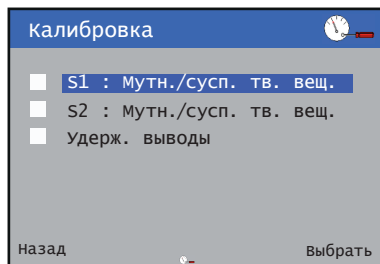 Калибровка
S1 : Мутн./сусп. тв. вещ.
S2 : Мутн./сусп. тв. вещ.
Удерж. выводы
Назад
Выбрать